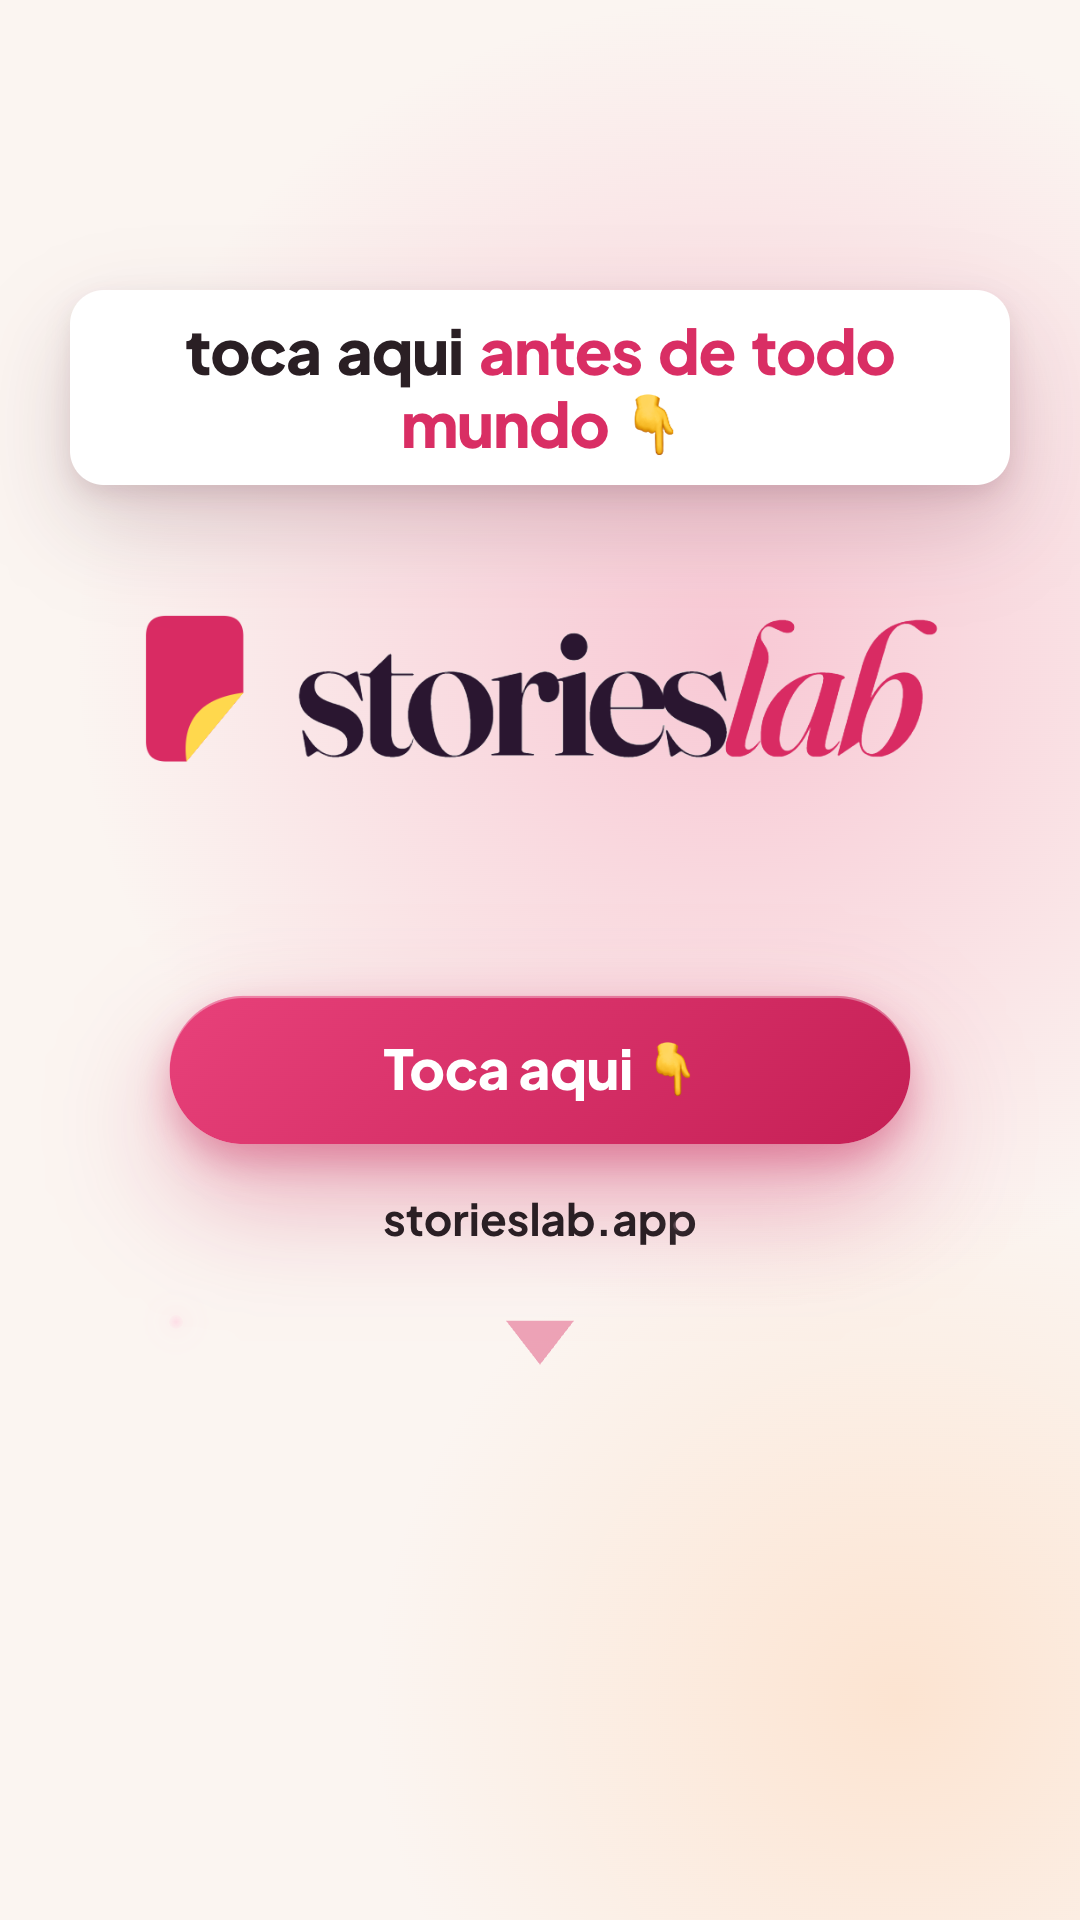 toca aqui antes de todo
mundo 👇
storieslab
Toca aqui 👇
storieslab.app